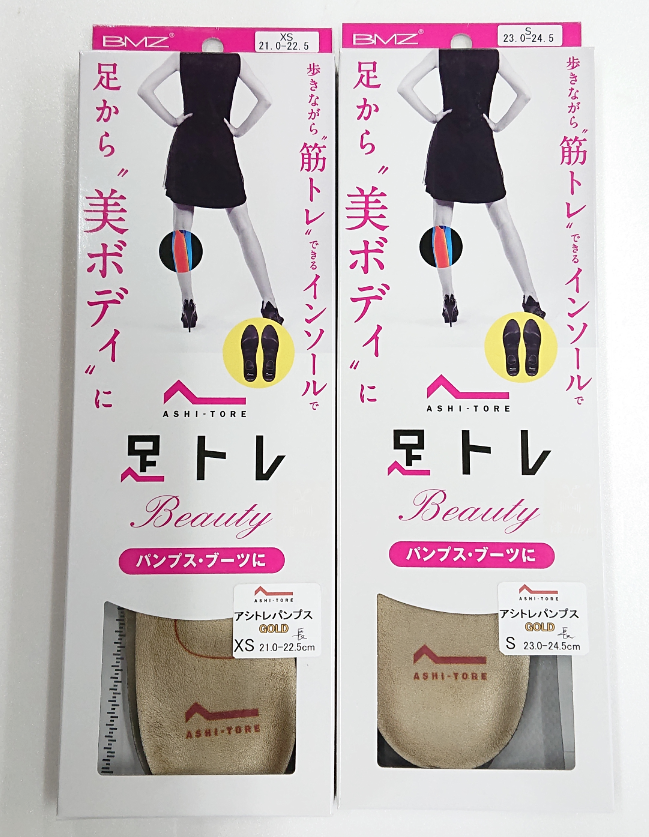 BMZ®
XS
21.0-22.5
歩きながら"筋トレ"できるインソールで
足から"美ボディ"に
ASHI-TORE
足トレ
Beauty
パンプス・ブーツに
ASHI-TORE
アシトレパンプス
GOLD 長
XS 21.0-22.5cm
ASHI-TORE
BMZ®
S
23.0-24.5
歩きながら"筋トレ"できるインソールで
足から"美ボディ"に
ASHI-TORE
足トレ
Beauty
パンプス・ブーツに
ASHI-TORE
アシトレパンプス
GOLD 長
S 23.0-24.5cm
ASHI-TORE